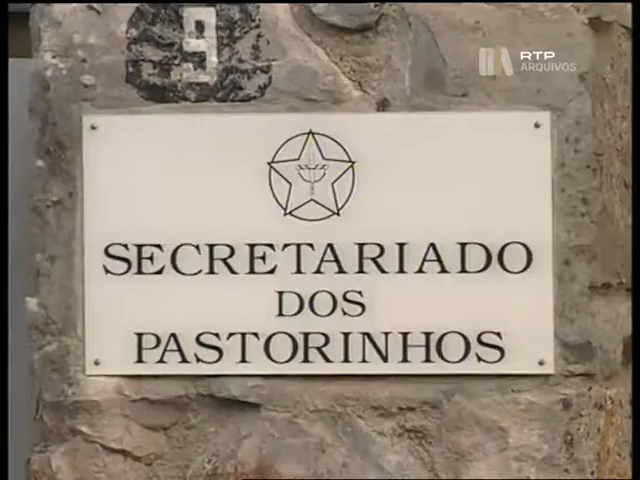 9
RTP
ARQUIVOS
SECRETARIADO
DOS
PASTORINHOS